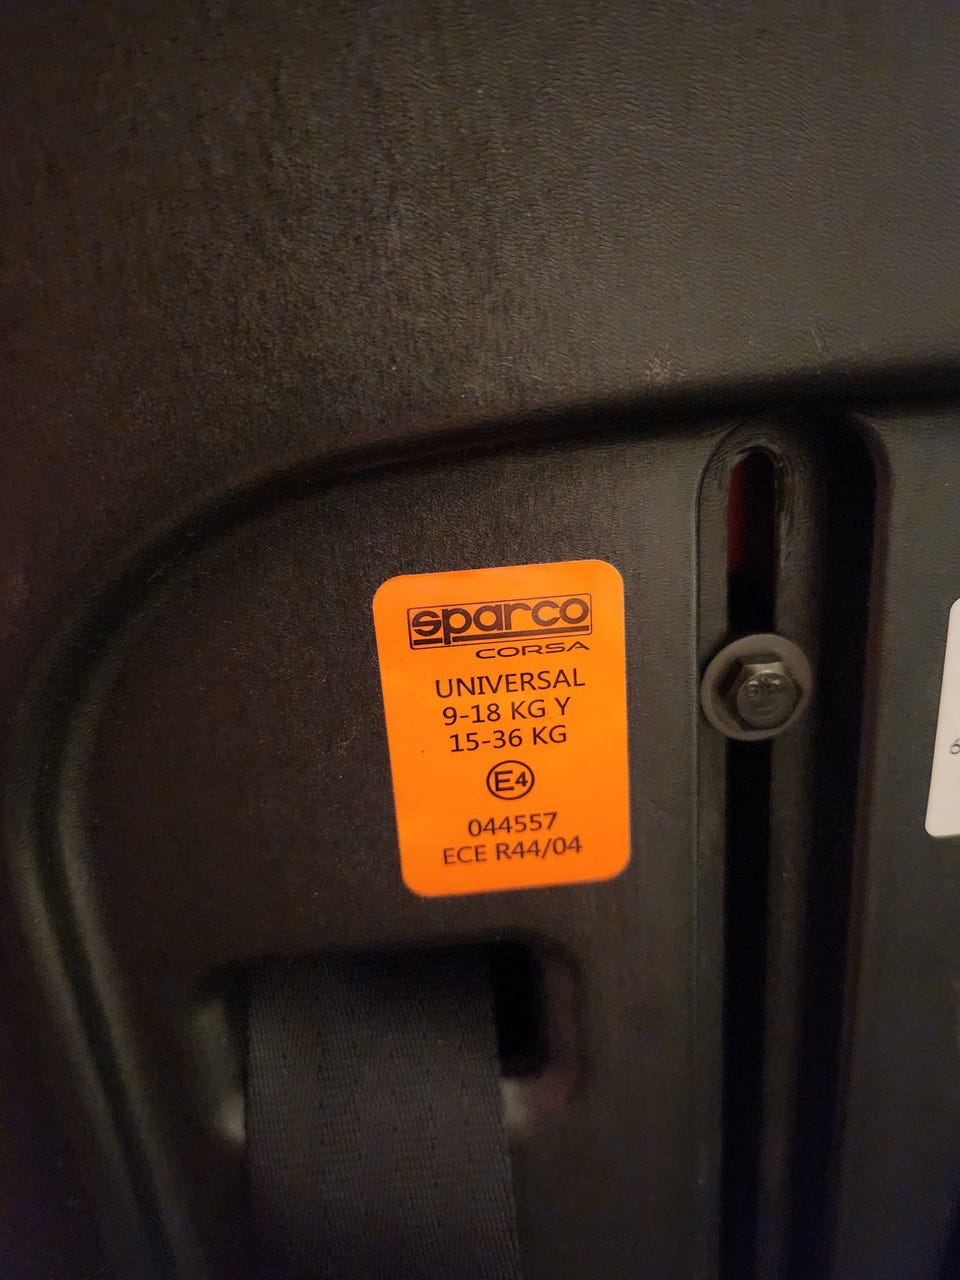 sparco
CORSA
UNIVERSAL
9-18 KG Y
15-36 KG
E4
044557
ECE R44/04